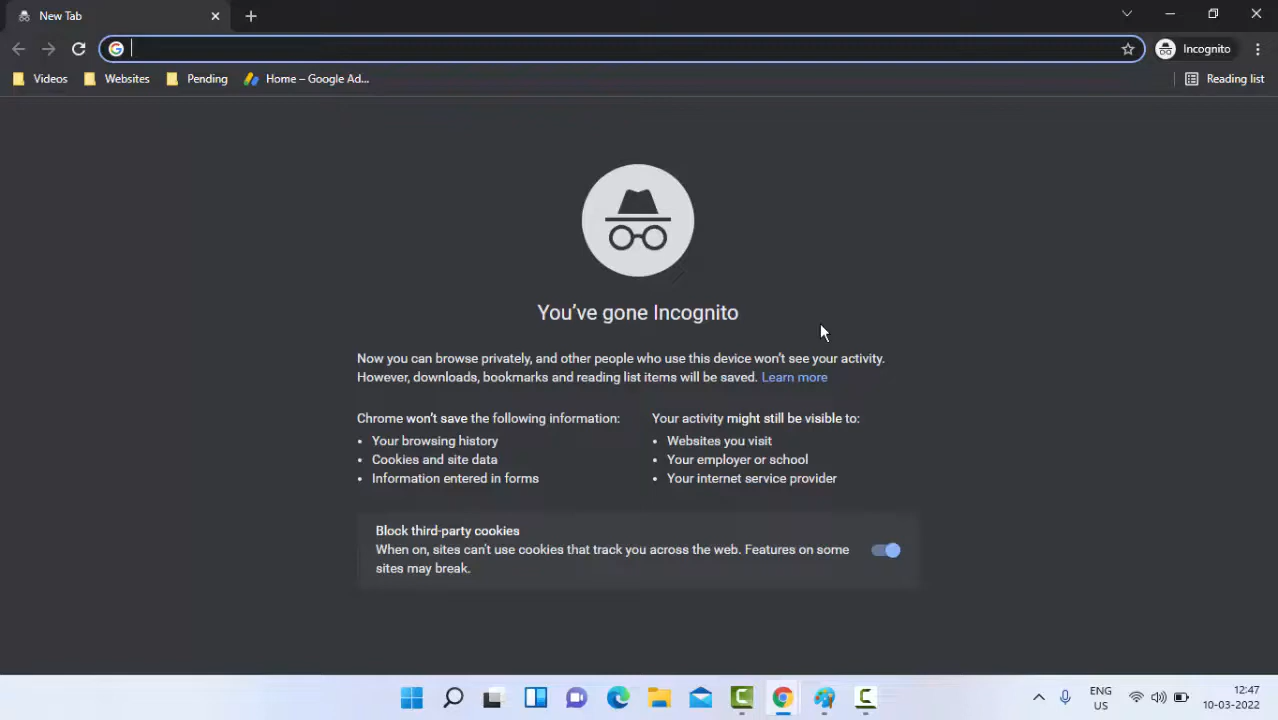 New Tab
Incognito
Videos
Websites
Pending
Home – Google Ad...
Reading list
You've gone Incognito
Now you can browse privately, and other people who use this device won't see your activity.
However, downloads, bookmarks and reading list items will be saved. Learn more
Chrome won't save the following information:
Your browsing history
Cookies and site data
Information entered in forms
Your activity might still be visible to:
Websites you visit
Your employer or school
Your internet service provider
Block third-party cookies
When on, sites can't use cookies that track you across the web. Features on some
sites may break.
ENG
US
12:47
10-03-2022